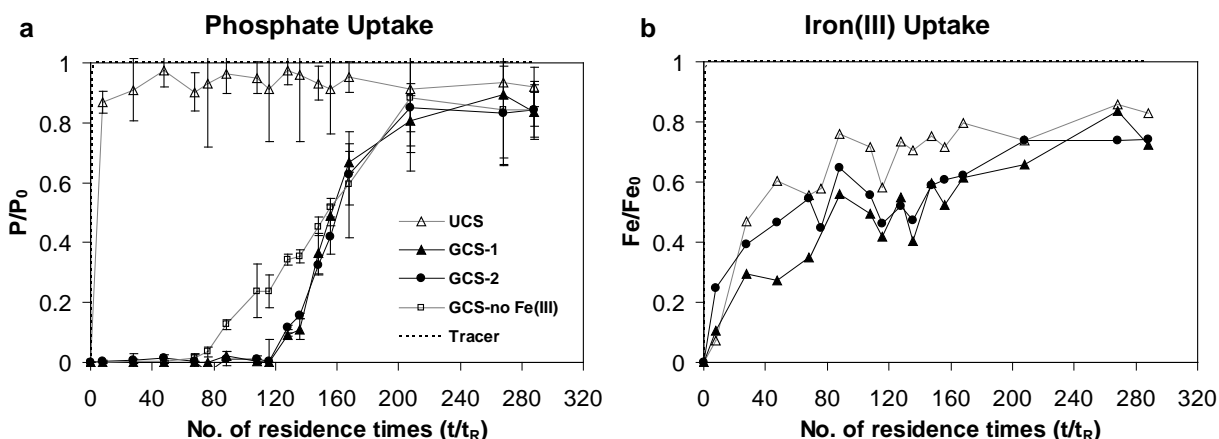 a
Phosphate Uptake
1
0.8
0.6
0.4
0.2
0
P/P₀
UCS
GCS-1
GCS-2
GCS-no Fe(III)
Tracer
0 40 80 120 160 200 240 280 320
No. of residence times (t/tR)
b
Iron(III) Uptake
1
0.8
0.6
0.4
0.2
0
Fe/Fe₀
0 40 80 120 160 200 240 280 320
No. of residence times (t/tR)